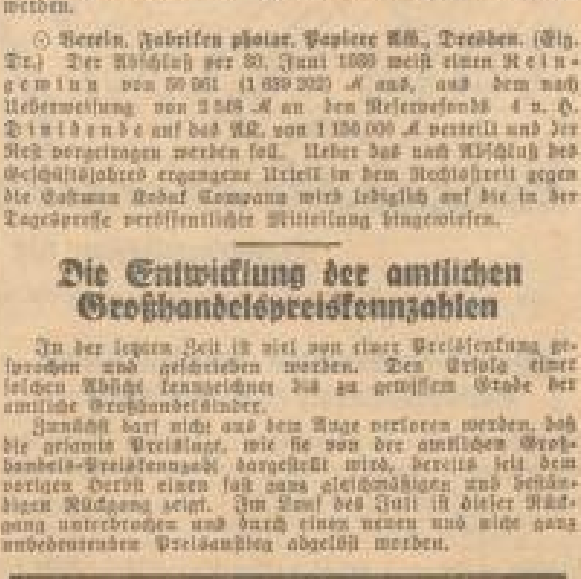 werden.
⊙ Verein. Fabriken photogr. Papiere AG., Dresden. (Eig.
Dr.) Der Abschluß per 30. Juni 1930 weist einen Rein-
gewinn von (1 639 202) ℳ aus, aus dem nach
Ueberweisung von ℳ an den Reservefonds 4 v. H.
Dividende auf das AK. von 1 150 000 ℳ verteilt und der
Rest vorgetragen werden soll. Ueber das nach Abschluß des
Geschäftsjahres ergangene Urteil in dem Rechtsstreit gegen
die Eastman Kodak Company wird lediglich auf die in der
Tagespresse veröffentlichte Mitteilung hingewiesen.
Die Entwicklung der amtlichen
Großhandelspreiskennzahlen
In der letzten Zeit ist viel von einer Preissenkung ge-
sprochen und geschrieben worden. Den Erfolg einer
solchen Absicht kennzeichnet bis zu gewissem Grade der
amtliche Großhandelsindex.
Zunächst darf nicht aus dem Auge verloren werden, daß
die gesamte Preislage, wie sie von der amtlichen Groß-
handels-Preiskennzahl dargestellt wird, bereits seit dem
vorigen Herbst einen fast ganz gleichmäßigen und bestän-
digen Rückgang zeigt. Im Lauf des Juli ist dieser Rück-
gang unterbrochen und durch einen neuen und nicht ganz
unbedeutenden Preisanstieg abgelöst worden.